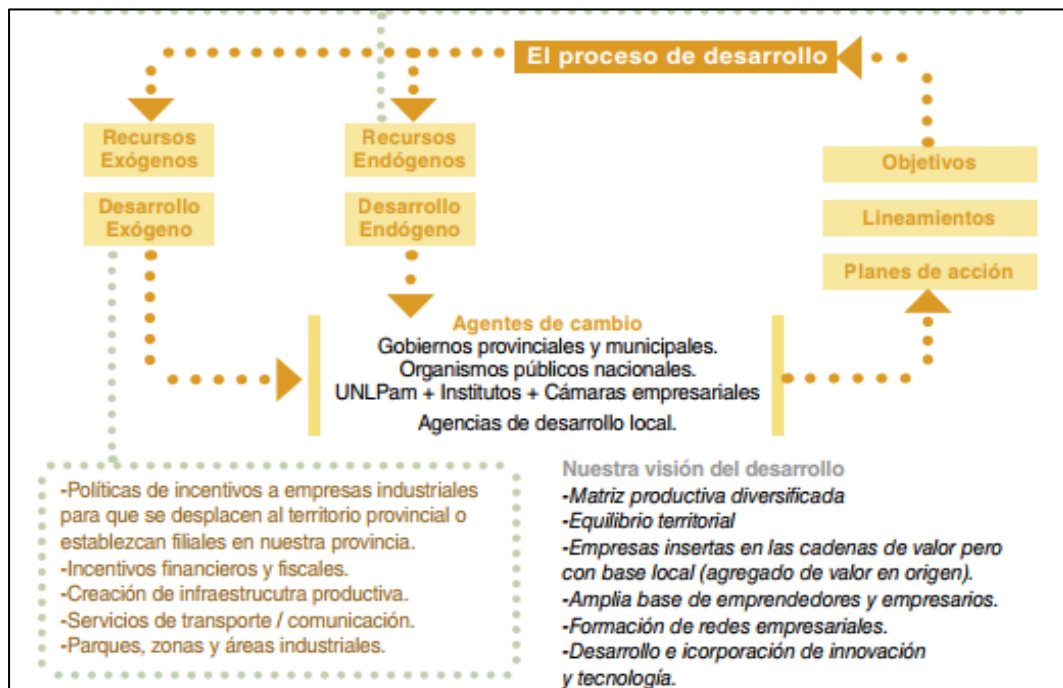 El proceso de desarrollo
Recursos
Exógenos
Recursos
Endógenos
Objetivos
Desarrollo
Exógeno
Desarrollo
Endógeno
Lineamientos
Planes de acción
Agentes de cambio
Gobiernos provinciales y municipales.
Organismos públicos nacionales.
UNLPam + Institutos + Cámaras empresariales
Agencias de desarrollo local.
-Políticas de incentivos a empresas industriales
para que se desplacen al territorio provincial o
establezcan filiales en nuestra provincia.
-Incentivos financieros y fiscales.
-Creación de infraestrucutra productiva.
-Servicios de transporte / comunicación.
-Parques, zonas y áreas industriales.
Nuestra visión del desarrollo
-Matriz productiva diversificada
-Equilibrio territorial
-Empresas insertas en las cadenas de valor pero
con base local (agregado de valor en origen).
-Amplia base de emprendedores y empresarios.
-Formación de redes empresariales.
-Desarrollo e icorporación de innovación
y tecnología.